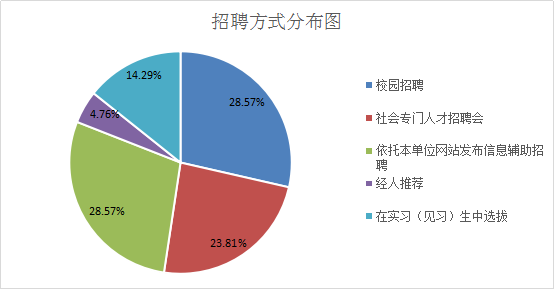 招聘方式分布图
14.29%
28.57%
4.76%
28.57%
23.81%
校园招聘
社会专门人才招聘会
依托本单位网站发布信息辅助招
聘
经人推荐
在实习（见习）生中选拔